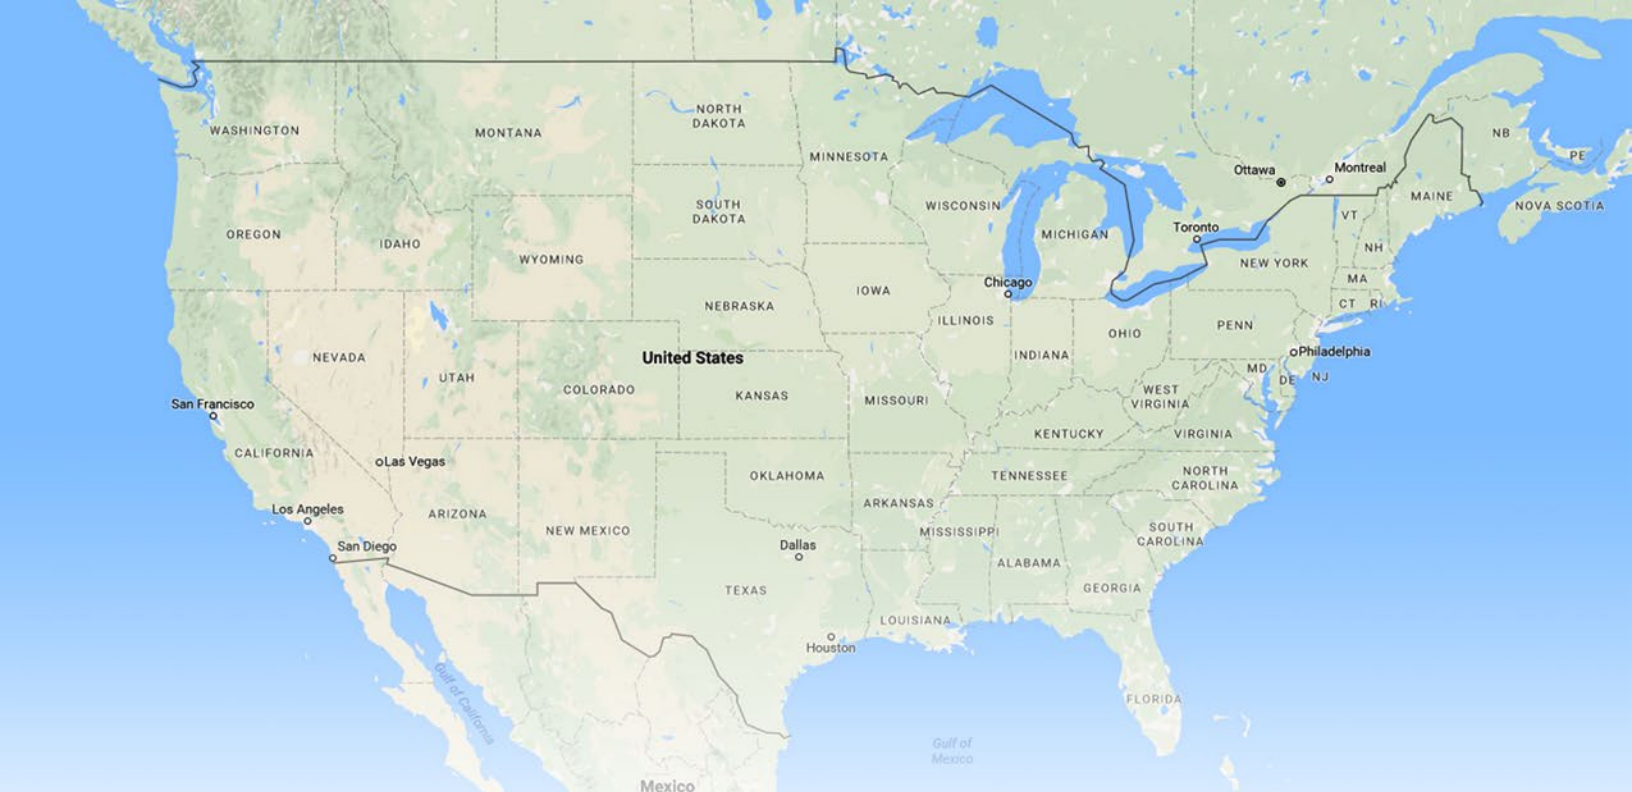 NORTH
DAKOTA
WASHINGTON
MONTANA
NB
MINNESOTA
PE
Ottawa
Montreal
MAINE
SOUTH
DAKOTA
WISCONSIN
NOVA SCOTIA
VT
Toronto
OREGON
IDAHO
MICHIGAN
NH
WYOMING
NEW YORK
MA
Chicago
IOWA
CT
RI
NEBRASKA
ILLINOIS
OHIO
PENN
INDIANA
NEVADA
United States
Philadelphia
MD
DE
NJ
UTAH
COLORADO
KANSAS
MISSOURI
WEST
VIRGINIA
San Francisco
KENTUCKY
VIRGINIA
CALIFORNIA
Las Vegas
OKLAHOMA
TENNESSEE
NORTH
CAROLINA
Los Angeles
ARIZONA
NEW MEXICO
ARKANSAS
MISSISSIPPI
SOUTH
CAROLINA
San Diego
Dallas
ALABAMA
TEXAS
GEORGIA
LOUISIANA
Houston
Gulf of California
FLORIDA
Gulf of
Mexico
Mexico